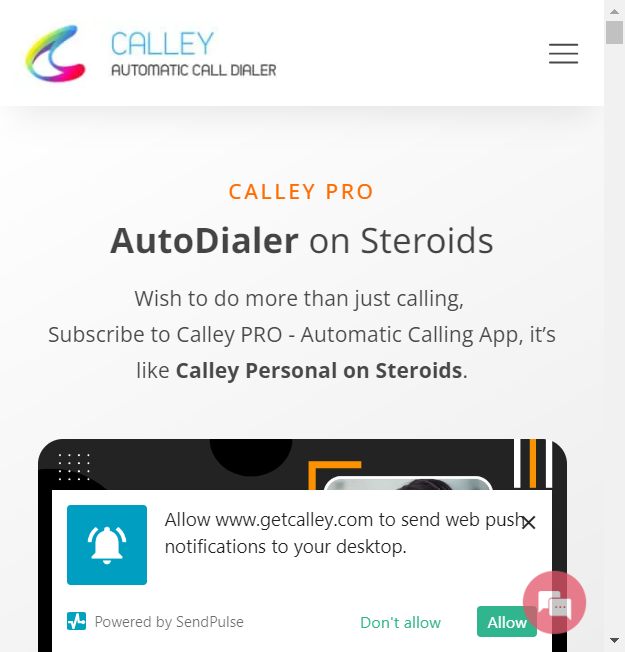 CALLEY
AUTOMATIC CALL DIALER
CALLEY PRO
AutoDialer on Steroids
Wish to do more than just calling,
Subscribe to Calley PRO - Automatic Calling App, it’s
like Calley Personal on Steroids.
Allow www.getcalley.com to send web push
notifications to your desktop.
Powered by SendPulse
Don't allow
Allow